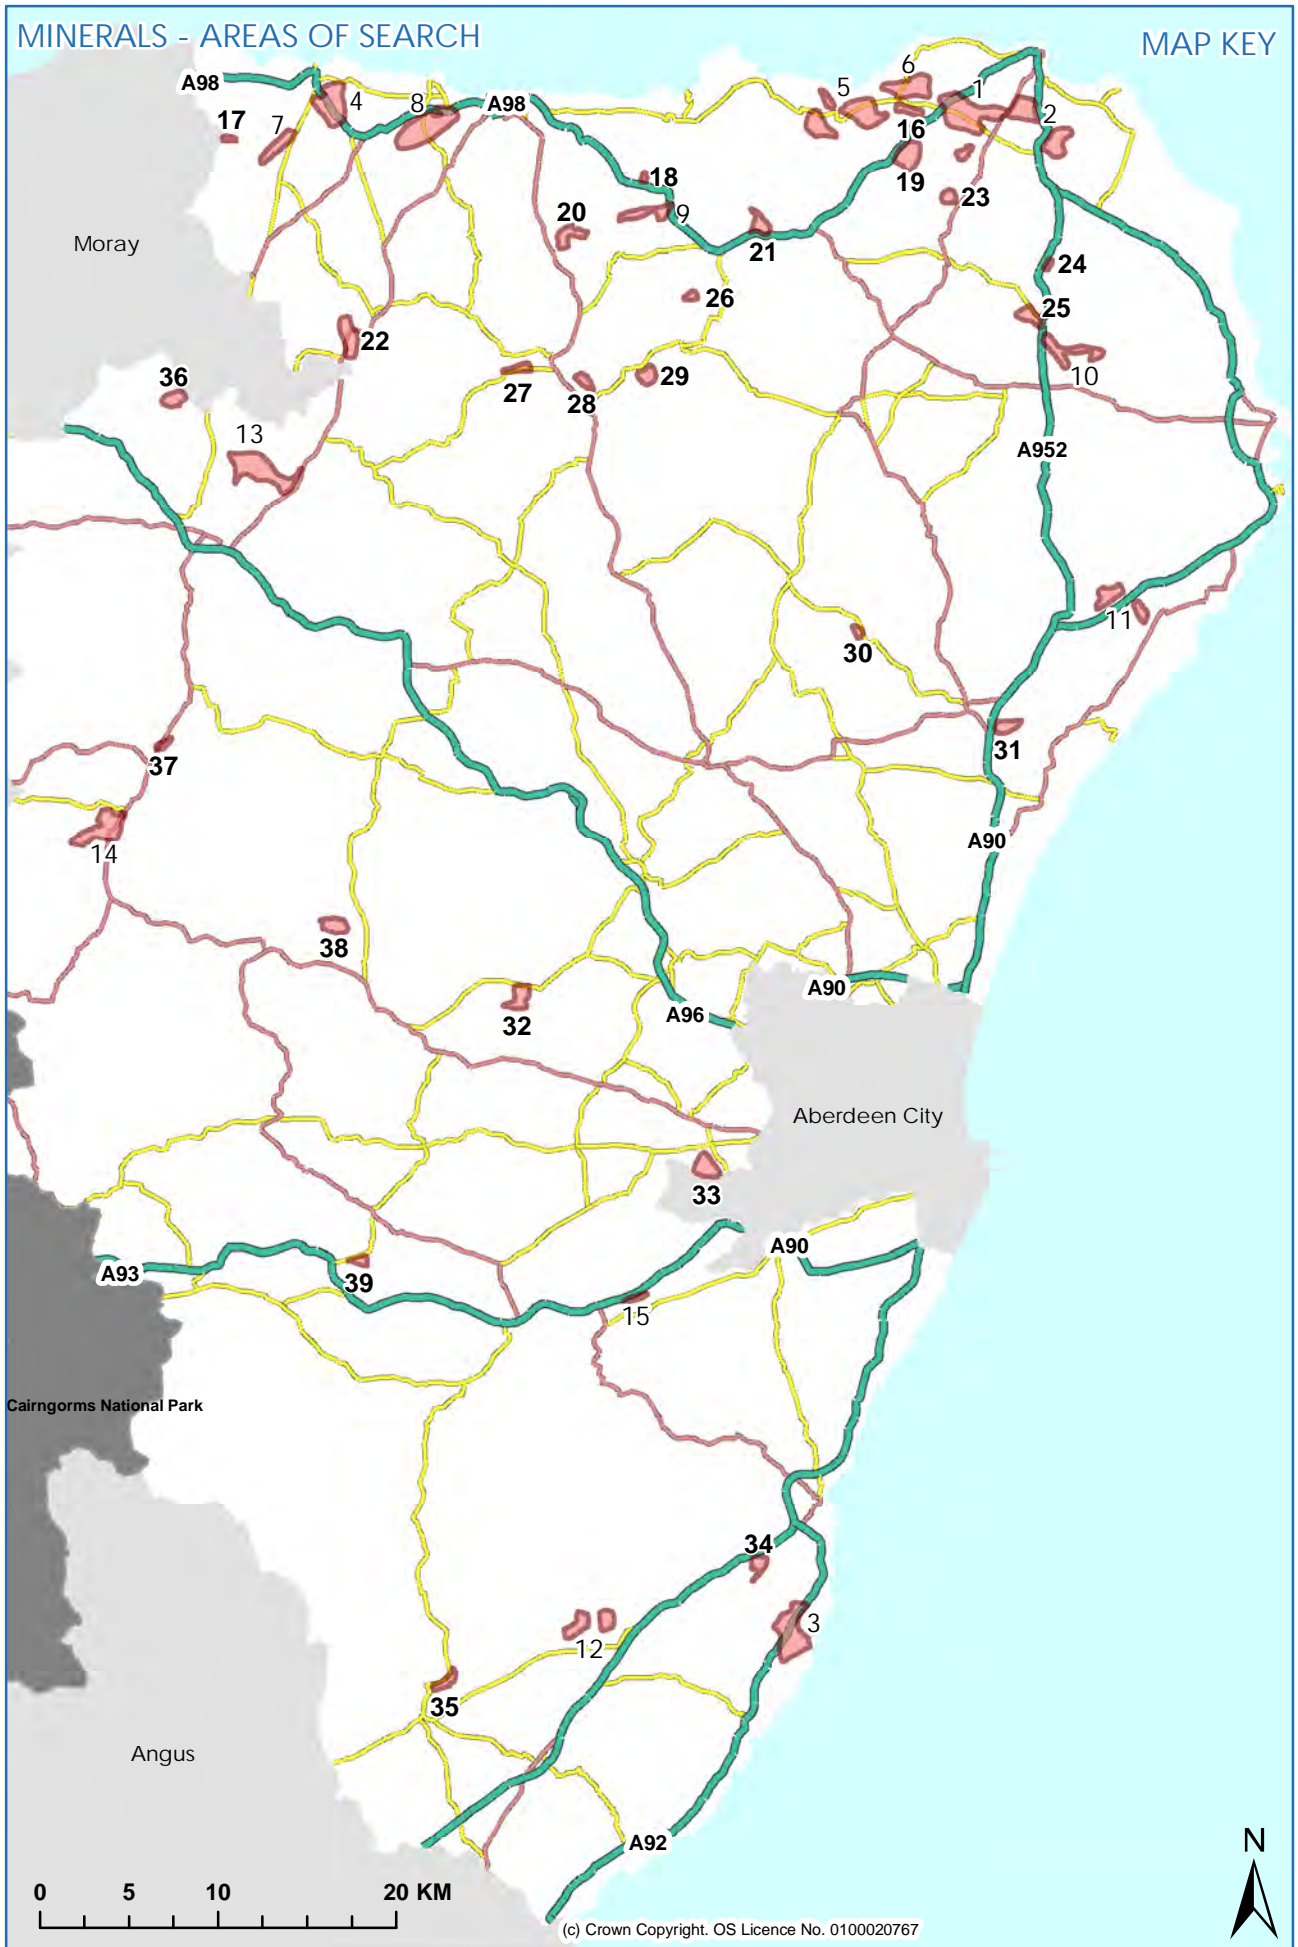 MINERALS - AREAS OF SEARCH
MAP KEY
A98
17
7
4
8
A98
5
6
1
2
16
19
23
18
9
20
21
24
25
10
26
Moray
22
27
28
29
36
13
A952
11
30
31
37
14
A90
38
32
A96
A90
Aberdeen City
33
A90
A93
39
15
Cairngorms National Park
34
3
12
35
Angus
A92
N
0 5 10 20 KM
(c) Crown Copyright. OS Licence No. 0100020767